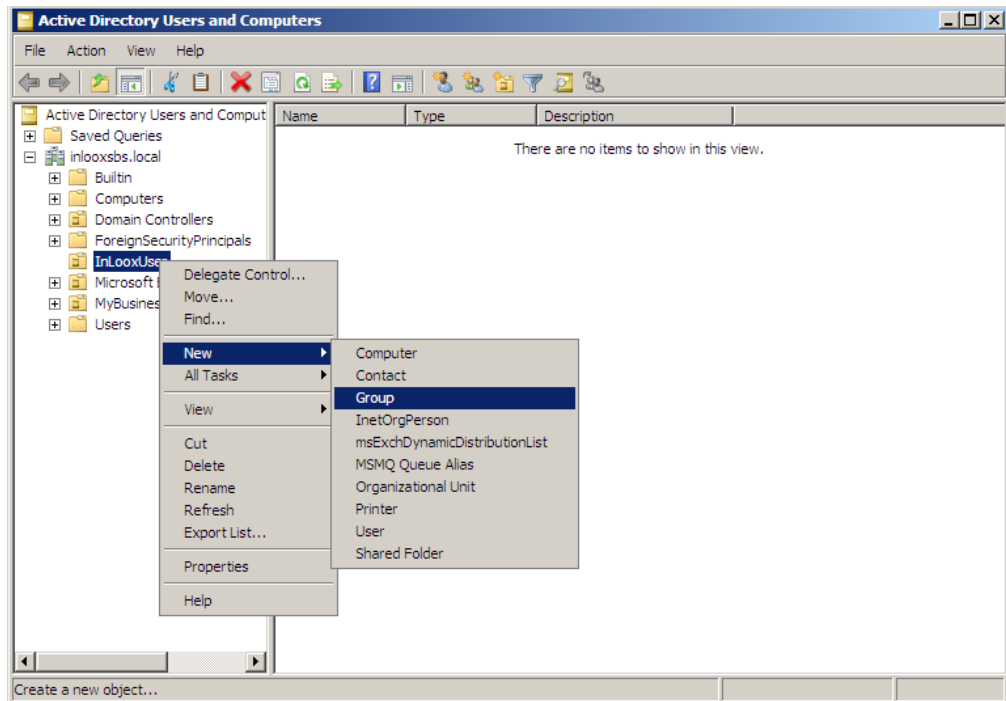 Active Directory Users and Computers
File Action View Help
Active Directory Users and Comput
Name Type Description
There are no items to show in this view.
Saved Queries
inlooxsbs.local
Builtin
Computers
Domain Controllers
ForeignSecurityPrincipals
InLooxUser
Microsoft
MyBusines
Users
Delegate Control...
Move...
Find...
New
All Tasks
View
Cut
Delete
Rename
Refresh
Export List...
Properties
Help
Computer
Contact
Group
InetOrgPerson
msExchDynamicDistributionList
MSMQ Queue Alias
Organizational Unit
Printer
User
Shared Folder
Create a new object...